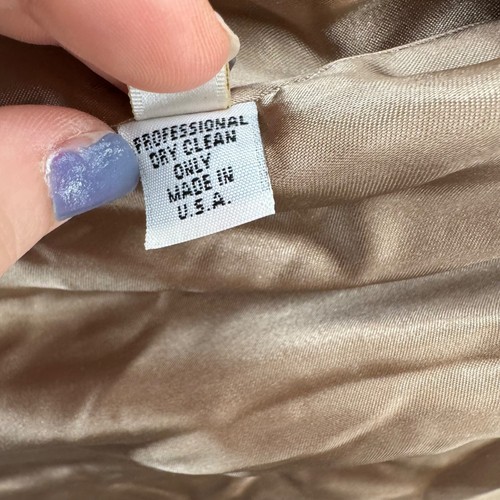 PROFESSIONAL
DRY CLEAN
ONLY
MADE IN
U.S.A.